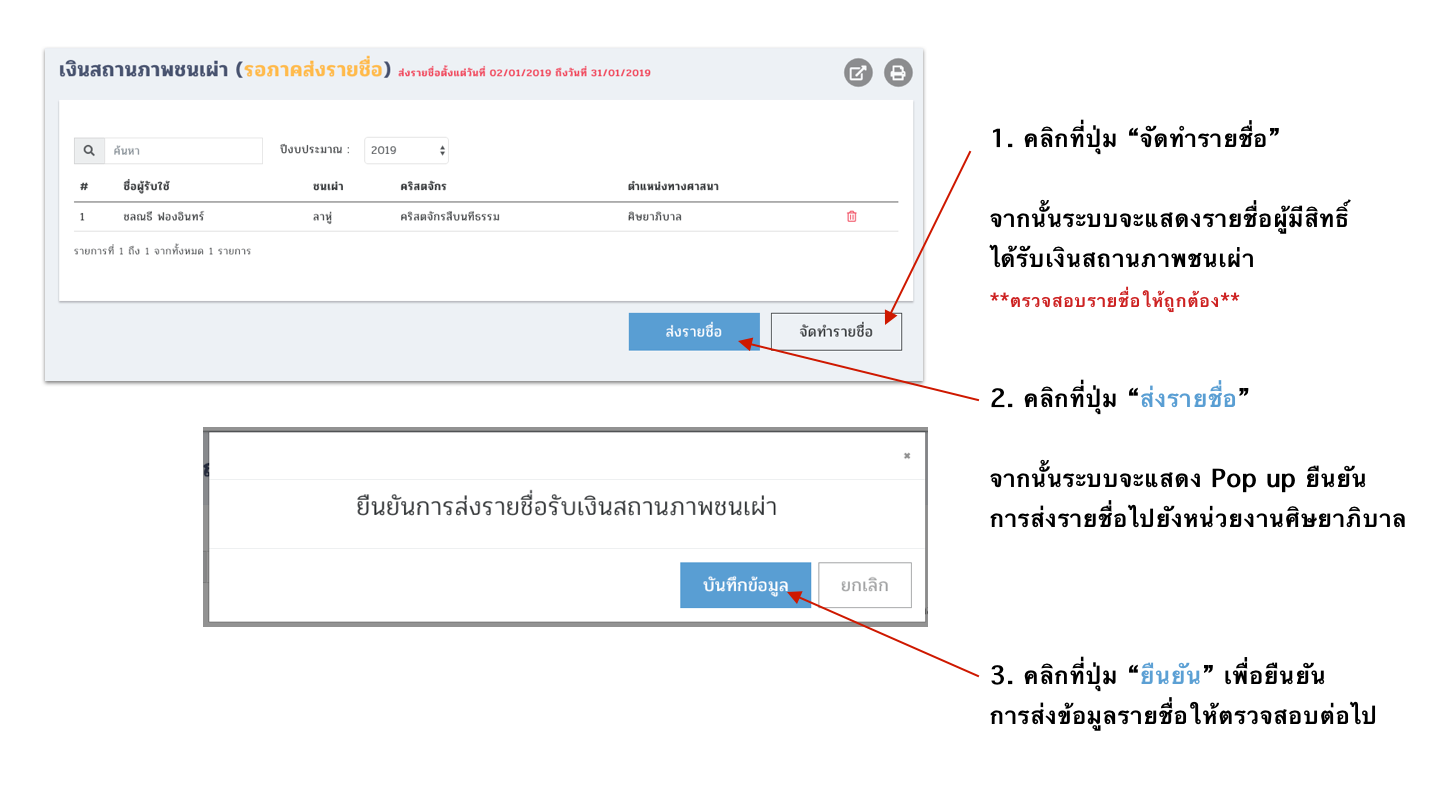 เงินสถานภาพชนเผ่า (รอภาคส่งรายชื่อ) ส่งรายชื่อตั้งแต่วันที่ 02/01/2019 ถึงวันที่ 31/01/2019
ค้นหา ปีงบประมาณ : 2019
# ชื่อผู้รับใช้ ชนเผ่า คริสตจักร ตำแหน่งทางศาสนา
1 ชลณธี ฟองอินทร์ ลาหู่ คริสตจักรสืบนทีธรรม ศิษยาภิบาล
รายการที่ 1 ถึง 1 จากทั้งหมด 1 รายการ
ส่งรายชื่อ จัดทำรายชื่อ
1. คลิกที่ปุ่ม “จัดทำรายชื่อ”
จากนั้นระบบจะแสดงรายชื่อผู้มีสิทธิ์
ได้รับเงินสถานภาพชนเผ่า
**ตรวจสอบรายชื่อให้ถูกต้อง**
2. คลิกที่ปุ่ม “ส่งรายชื่อ”
จากนั้นระบบจะแสดง Pop up ยืนยัน
การส่งรายชื่อไปยังหน่วยงานศิษยาภิบาล
×
ยืนยันการส่งรายชื่อรับเงินสถานภาพชนเผ่า
บันทึกข้อมูล ยกเลิก
3. คลิกที่ปุ่ม “ยืนยัน” เพื่อยืนยัน
การส่งข้อมูลรายชื่อให้ตรวจสอบต่อไป